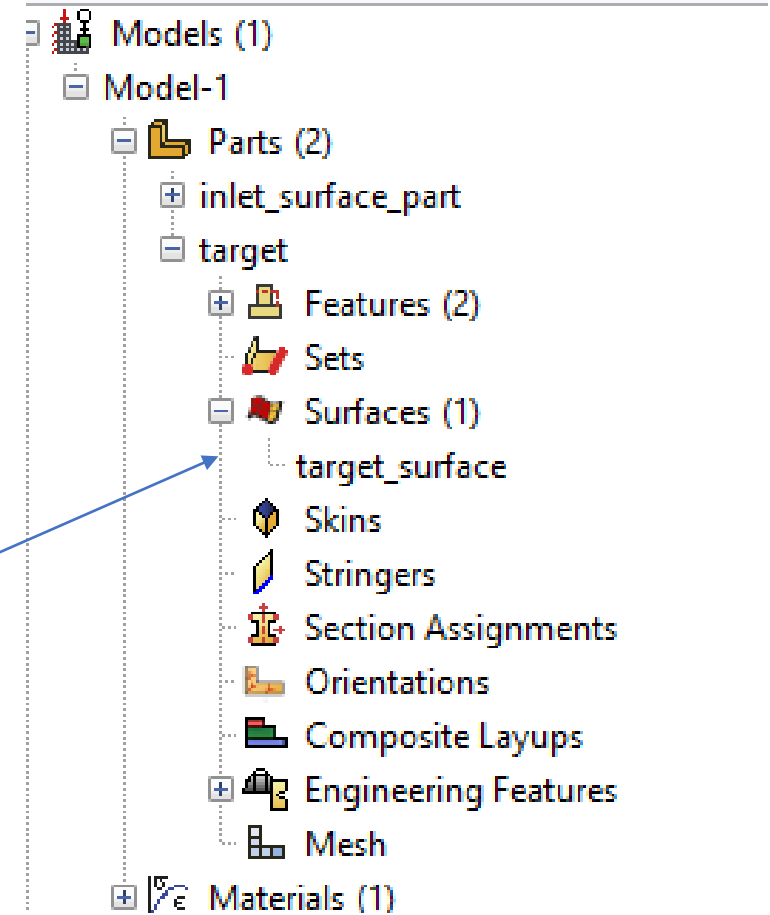 Models (1)
Model-1
Parts (2)
inlet_surface_part
target
Features (2)
Sets
Surfaces (1)
target_surface
Skins
Stringers
Section Assignments
Orientations
Composite Layups
Engineering Features
Mesh
Materials (1)